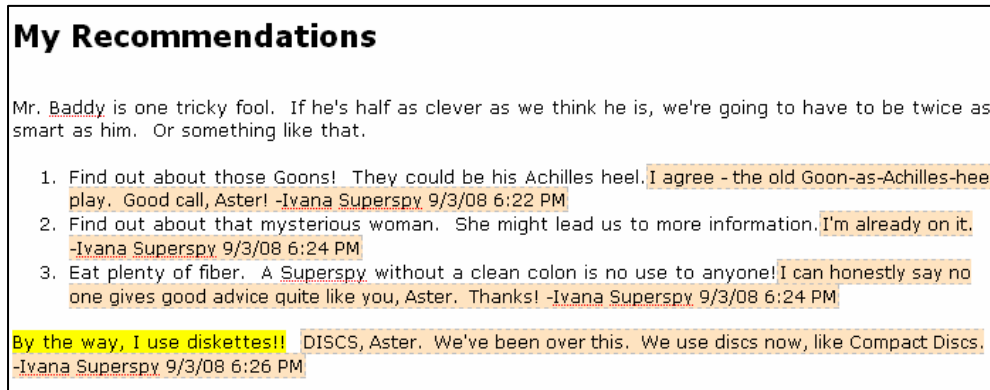 My Recommendations
Mr. Baddy is one tricky fool. If he's half as clever as we think he is, we're going to have to be twice as
smart as him. Or something like that.
1. Find out about those Goons! They could be his Achilles heel. I agree - the old Goon-as-Achilles-hee
play. Good call, Aster! -Ivana Superspy 9/3/08 6:22 PM
2. Find out about that mysterious woman. She might lead us to more information. I'm already on it.
-Ivana Superspy 9/3/08 6:24 PM
3. Eat plenty of fiber. A Superspy without a clean colon is no use to anyone! I can honestly say no
one gives good advice quite like you, Aster. Thanks! -Ivana Superspy 9/3/08 6:24 PM
By the way, I use diskettes!! DISCS, Aster. We've been over this. We use discs now, like Compact Discs.
-Ivana Superspy 9/3/08 6:26 PM